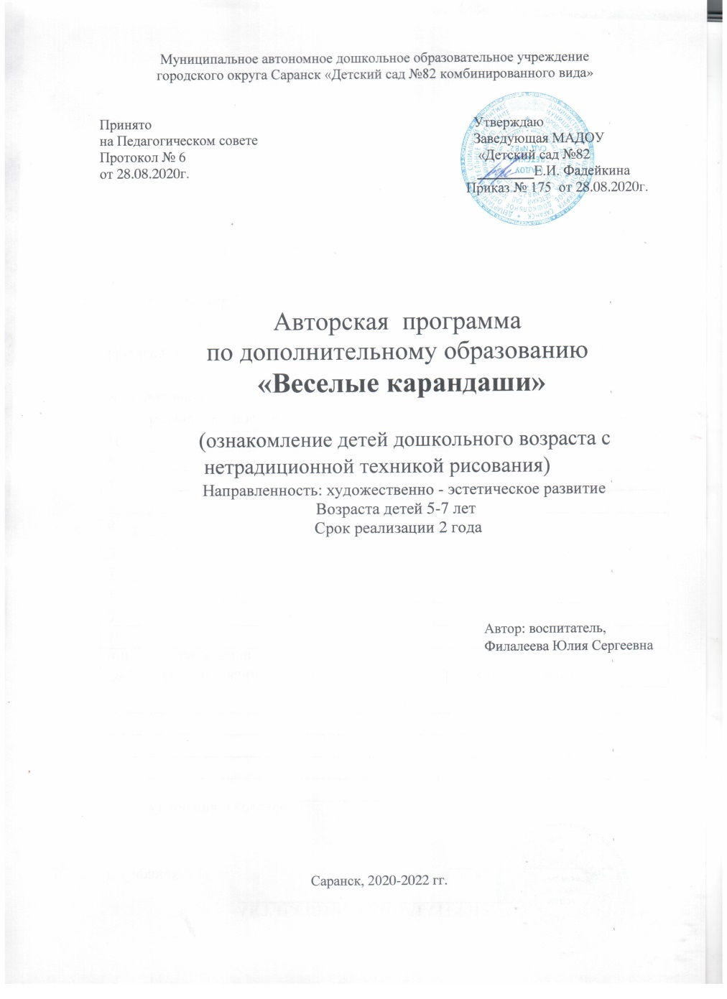 Муниципальное автономное дошкольное образовательное учреждение
городского округа Саранск «Детский сад №82 комбинированного вида»
Принято
на Педагогическом совете
Протокол № 6
от 28.08.2020г.
Утверждаю
Заведующая МАДОУ
«Детский сад №82
_________Е.И. Фадейкина
Приказ № 175 от 28.08.2020г.
Авторская программа
по дополнительному образованию
«Веселые карандаши»
(ознакомление детей дошкольного возраста с
нетрадиционной техникой рисования)
Направленность: художественно - эстетическое развитие
Возраста детей 5-7 лет
Срок реализации 2 года
Автор: воспитатель,
Филалеева Юлия Сергеевна
Саранск, 2020-2022 гг.